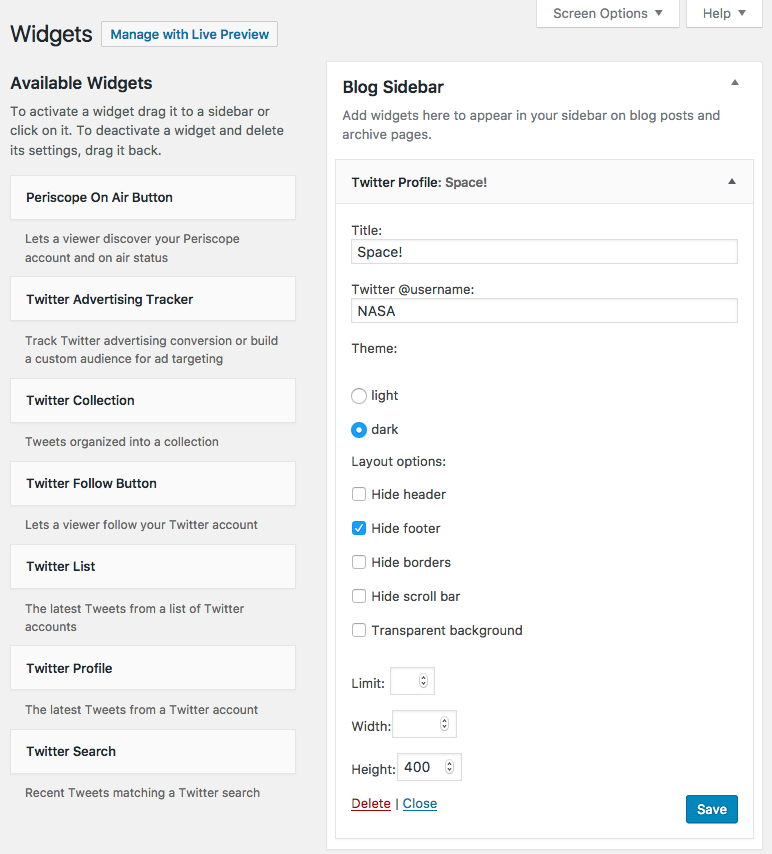 Widgets
Manage with Live Preview
Screen Options
Help
Available Widgets
To activate a widget drag it to a sidebar or
click on it. To deactivate a widget and delete
its settings, drag it back.
Periscope On Air Button
Lets a viewer discover your Periscope
account and on air status
Twitter Advertising Tracker
Track Twitter advertising conversion or build
a custom audience for ad targeting
Twitter Collection
Tweets organized into a collection
Twitter Follow Button
Lets a viewer follow your Twitter account
Twitter List
The latest Tweets from a list of Twitter
accounts
Twitter Profile
The latest Tweets from a Twitter account
Twitter Search
Recent Tweets matching a Twitter search
Blog Sidebar
Add widgets here to appear in your sidebar on blog posts and
archive pages.
Twitter Profile: Space!
Title:
Space!
Twitter @username:
NASA
Theme:
light
dark
Layout options:
Hide header
Hide footer
Hide borders
Hide scroll bar
Transparent background
Limit:
Width:
Height: 400
Delete | Close
Save